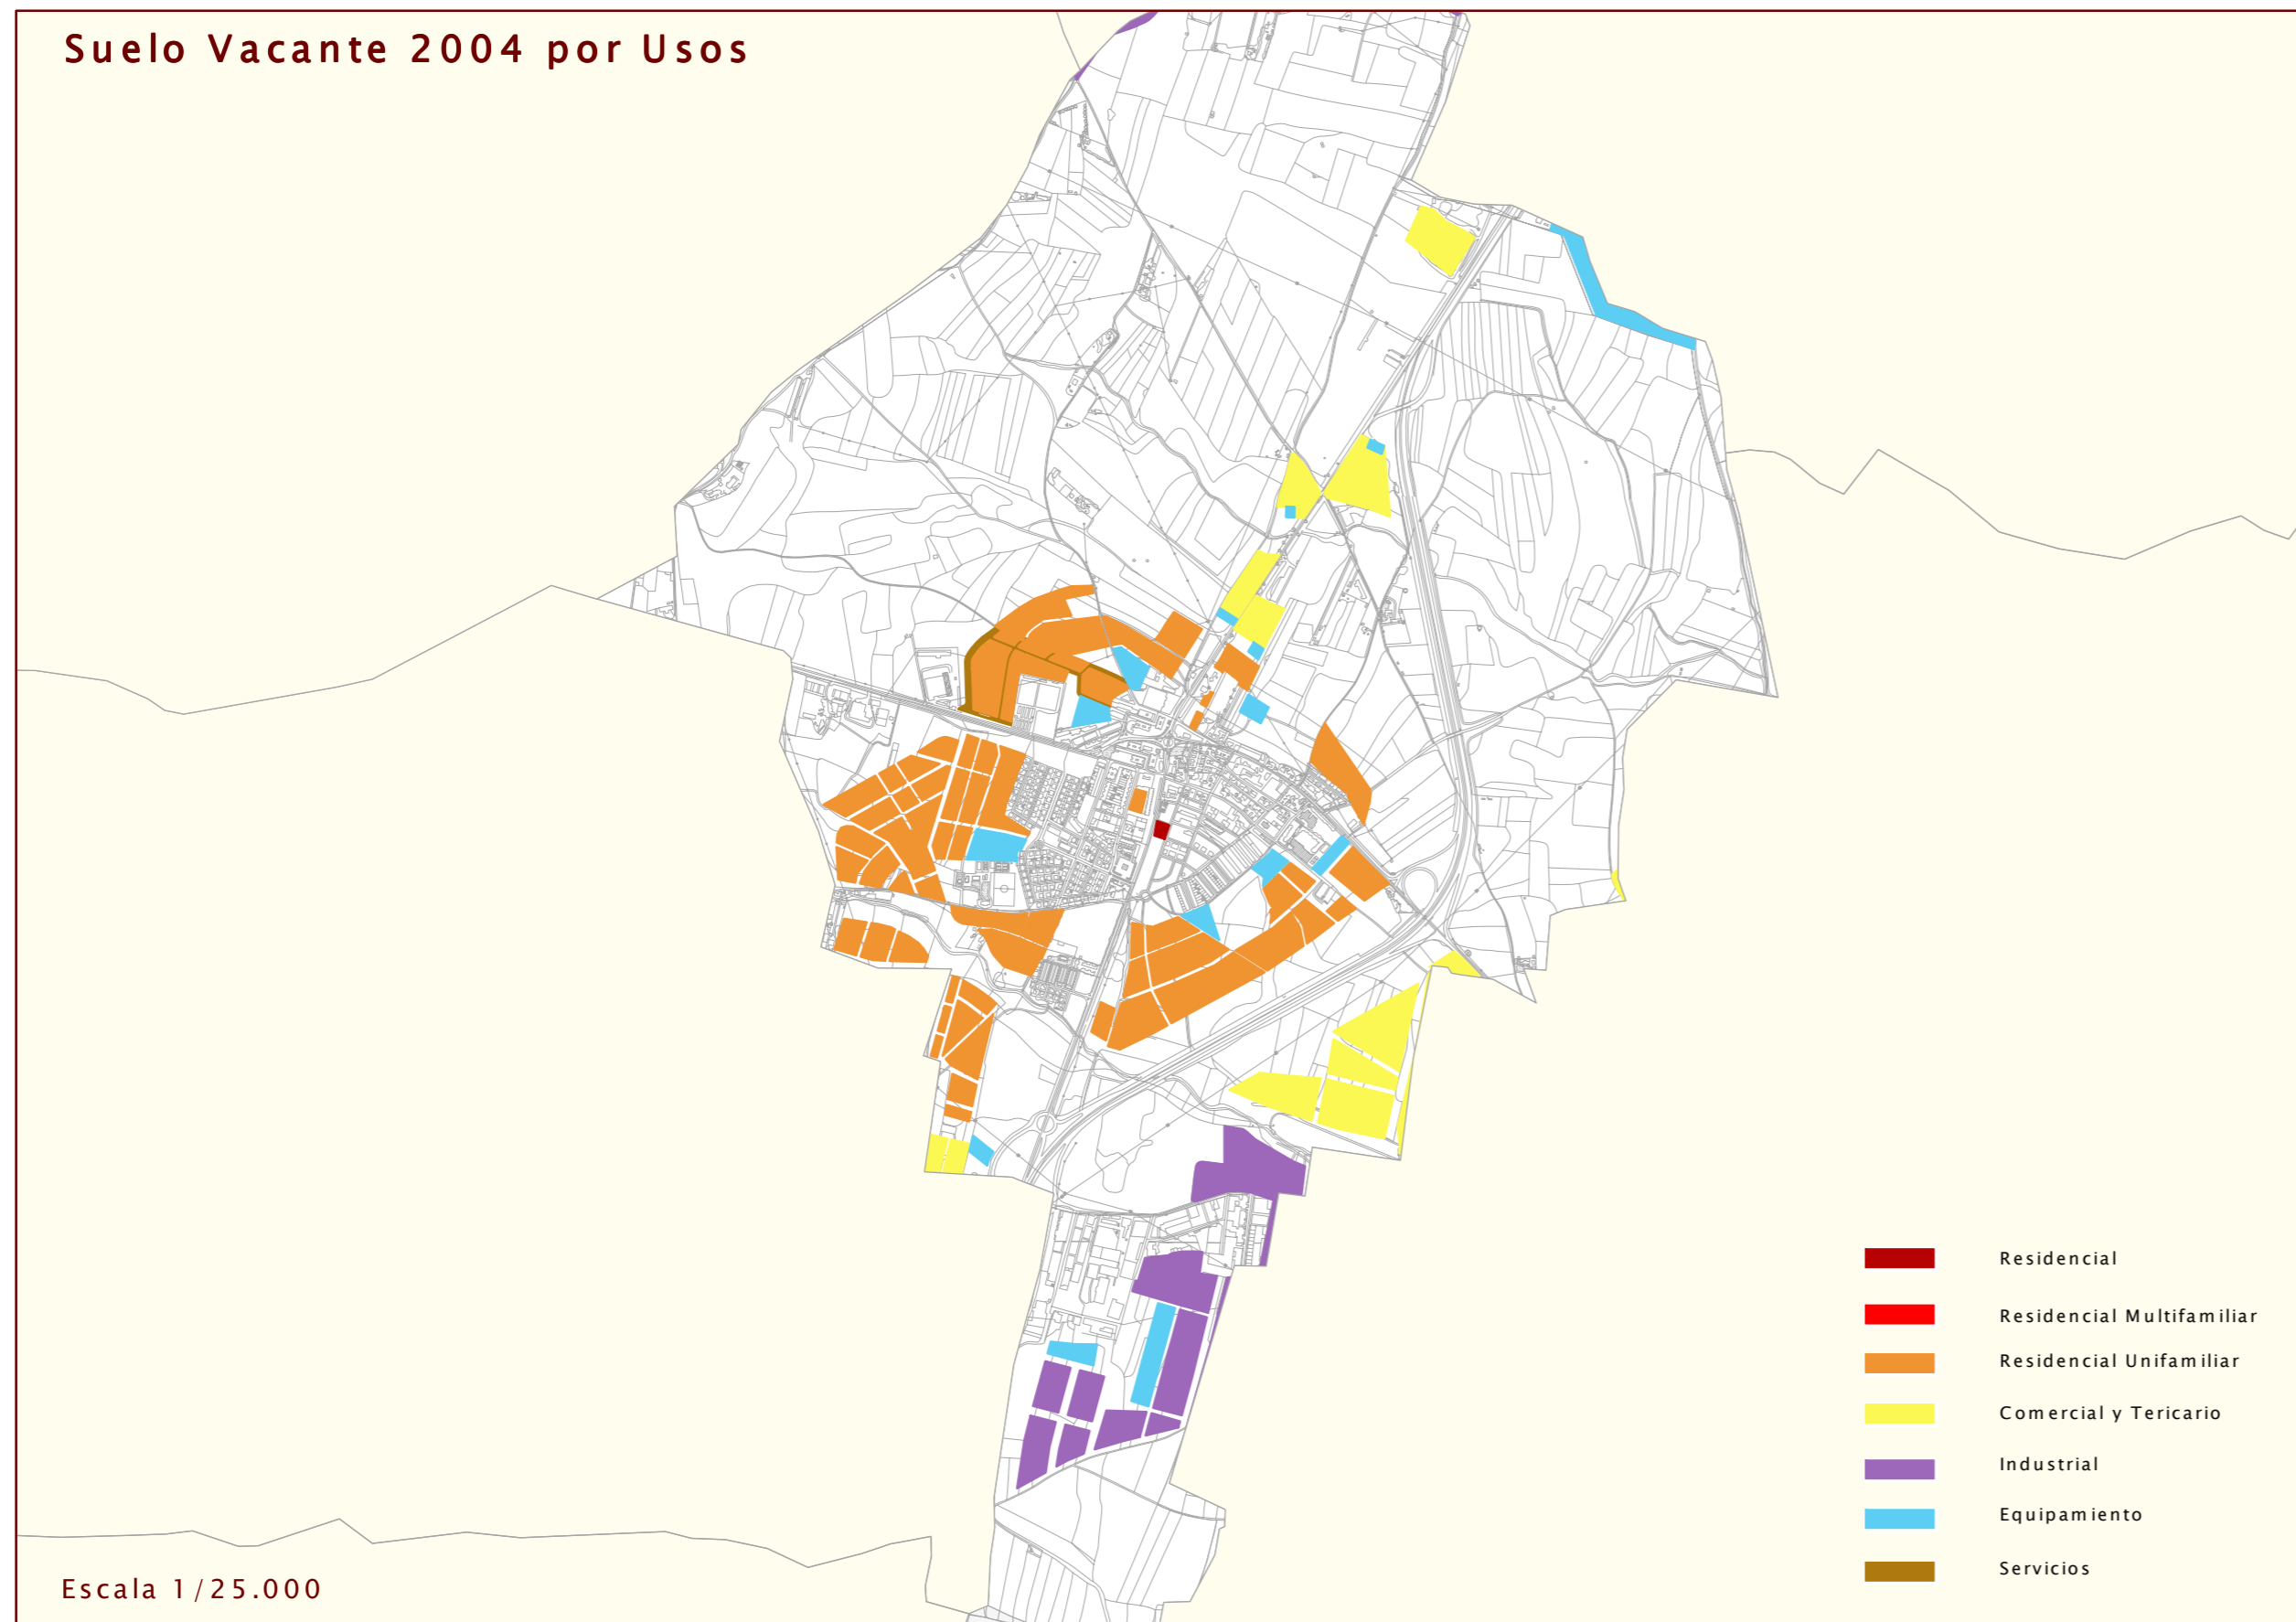 Suelo Vacante 2004 por Usos
Residencial
Residencial Multifamiliar
Residencial Unifamiliar
Comercial y Tericario
Industrial
Equipamiento
Servicios
Escala 1/25.000